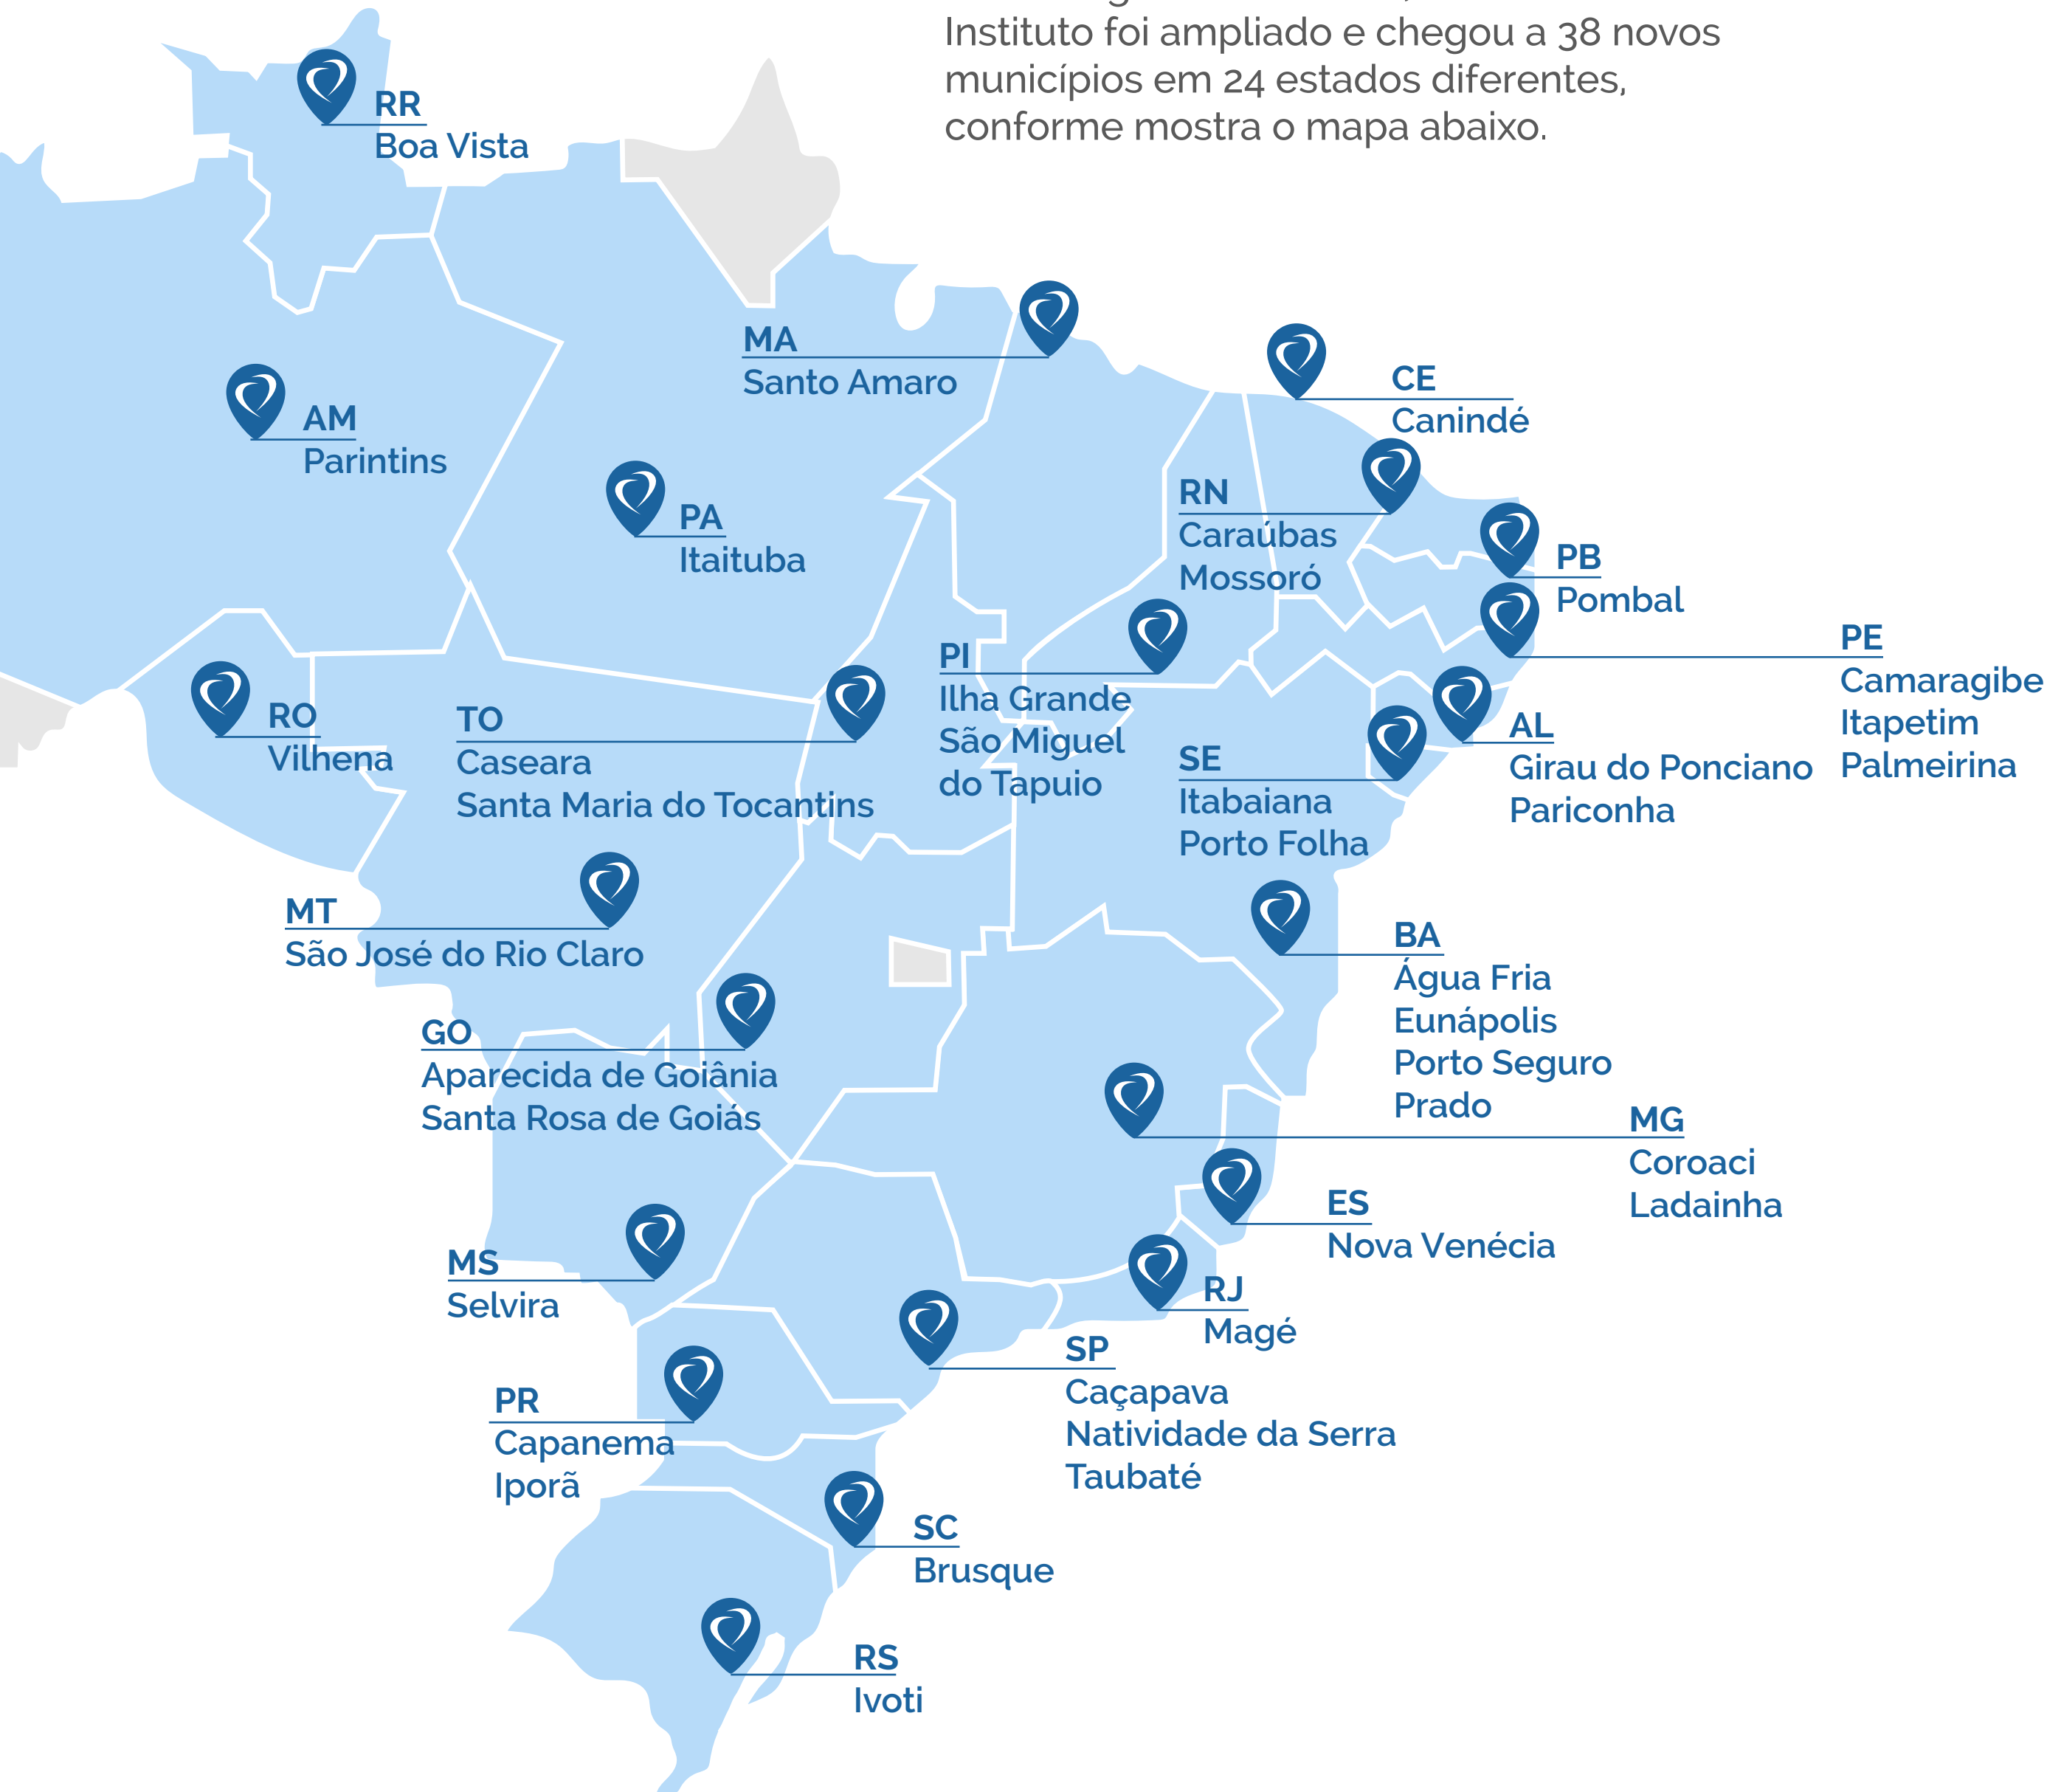 Instituto foi ampliado e chegou a 38 novos
municípios em 24 estados diferentes,
conforme mostra o mapa abaixo.
RR
Boa Vista
MA
Santo Amaro
CE
Canindé
AM
Parintins
PA
Itaituba
RN
Caraúbas
Mossoró
PB
Pombal
PE
Camaragibe
Itapetim
Palmeirina
PI
Ilha Grande
São Miguel
do Tapuio
RO
Vilhena
TO
Caseara
Santa Maria do Tocantins
AL
Girau do Ponciano
Pariconha
SE
Itabaiana
Porto Folha
MT
São José do Rio Claro
BA
Água Fria
Eunápolis
Porto Seguro
Prado
GO
Aparecida de Goiânia
Santa Rosa de Goiás
MG
Coroaci
Ladainha
ES
Nova Venécia
MS
Selvira
RJ
Magé
SP
Caçapava
Natividade da Serra
Taubaté
PR
Capanema
Iporã
SC
Brusque
RS
Ivoti